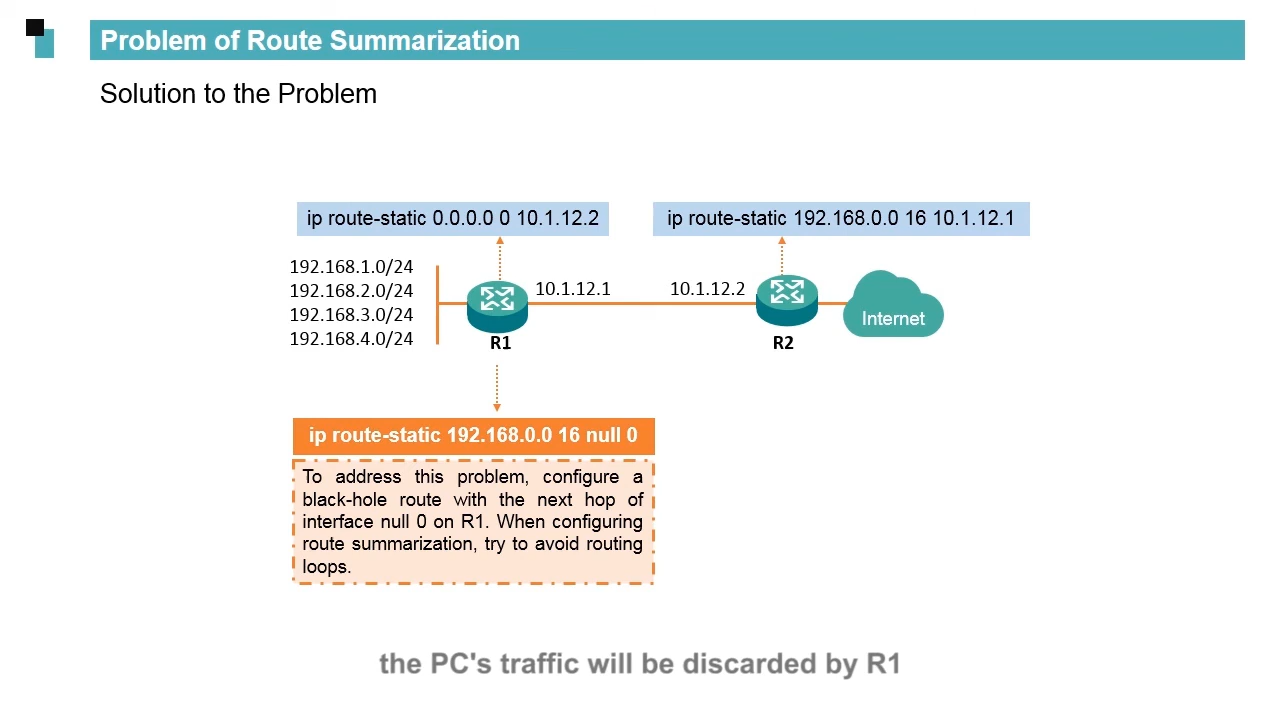 Problem of Route Summarization
Solution to the Problem
ip route-static 0.0.0.0 0 10.1.12.2
ip route-static 192.168.0.0 16 10.1.12.1
192.168.1.0/24
192.168.2.0/24
192.168.3.0/24
192.168.4.0/24
10.1.12.1
10.1.12.2
Internet
R1
R2
ip route-static 192.168.0.0 16 null 0
To address this problem, configure a
black-hole route with the next hop of
interface null 0 on R1. When configuring
route summarization, try to avoid routing
loops.
the PC's traffic will be discarded by R1